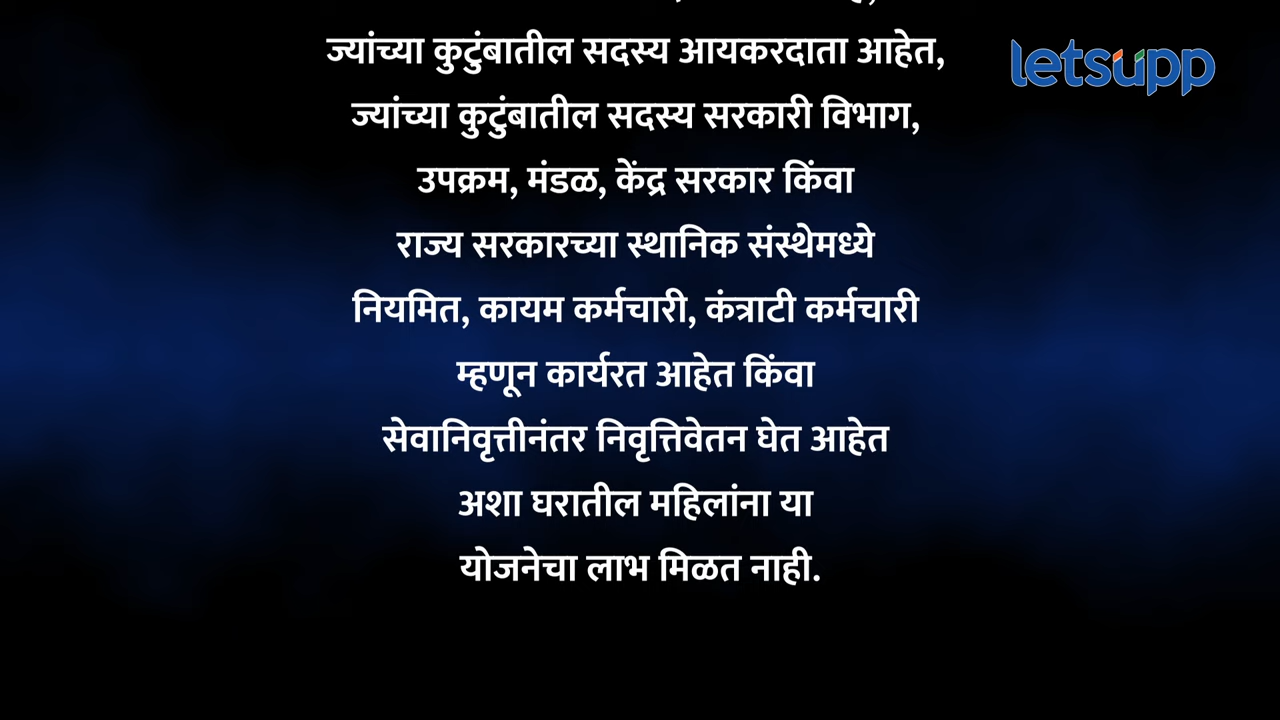 ज्यांच्या कुटुंबातील सदस्य आयकरदाता आहेत,
letsupp
ज्यांच्या कुटुंबातील सदस्य सरकारी विभाग,
उपक्रम, मंडळ, केंद्र सरकार किंवा
राज्य सरकारच्या स्थानिक संस्थेमध्ये
नियमित, कायम कर्मचारी, कंत्राटी कर्मचारी
म्हणून कार्यरत आहेत किंवा
सेवानिवृत्तीनंतर निवृत्तिवेतन घेत आहेत
अशा घरातील महिलांना या
योजनेचा लाभ मिळत नाही.